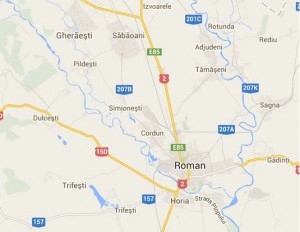 Izvoarele
Rotunda
201C
Gherăești
Săbăoani
Rediu
Adjudeni
E85
Pildești
Tămășeni
2
207B
201K
Simionești
Sagna
Dulcești
207A
Cordun
15D
E85
Roman
Gâdinți
2
Trifești
157
Trifești
Horia
Strada Plopului
157